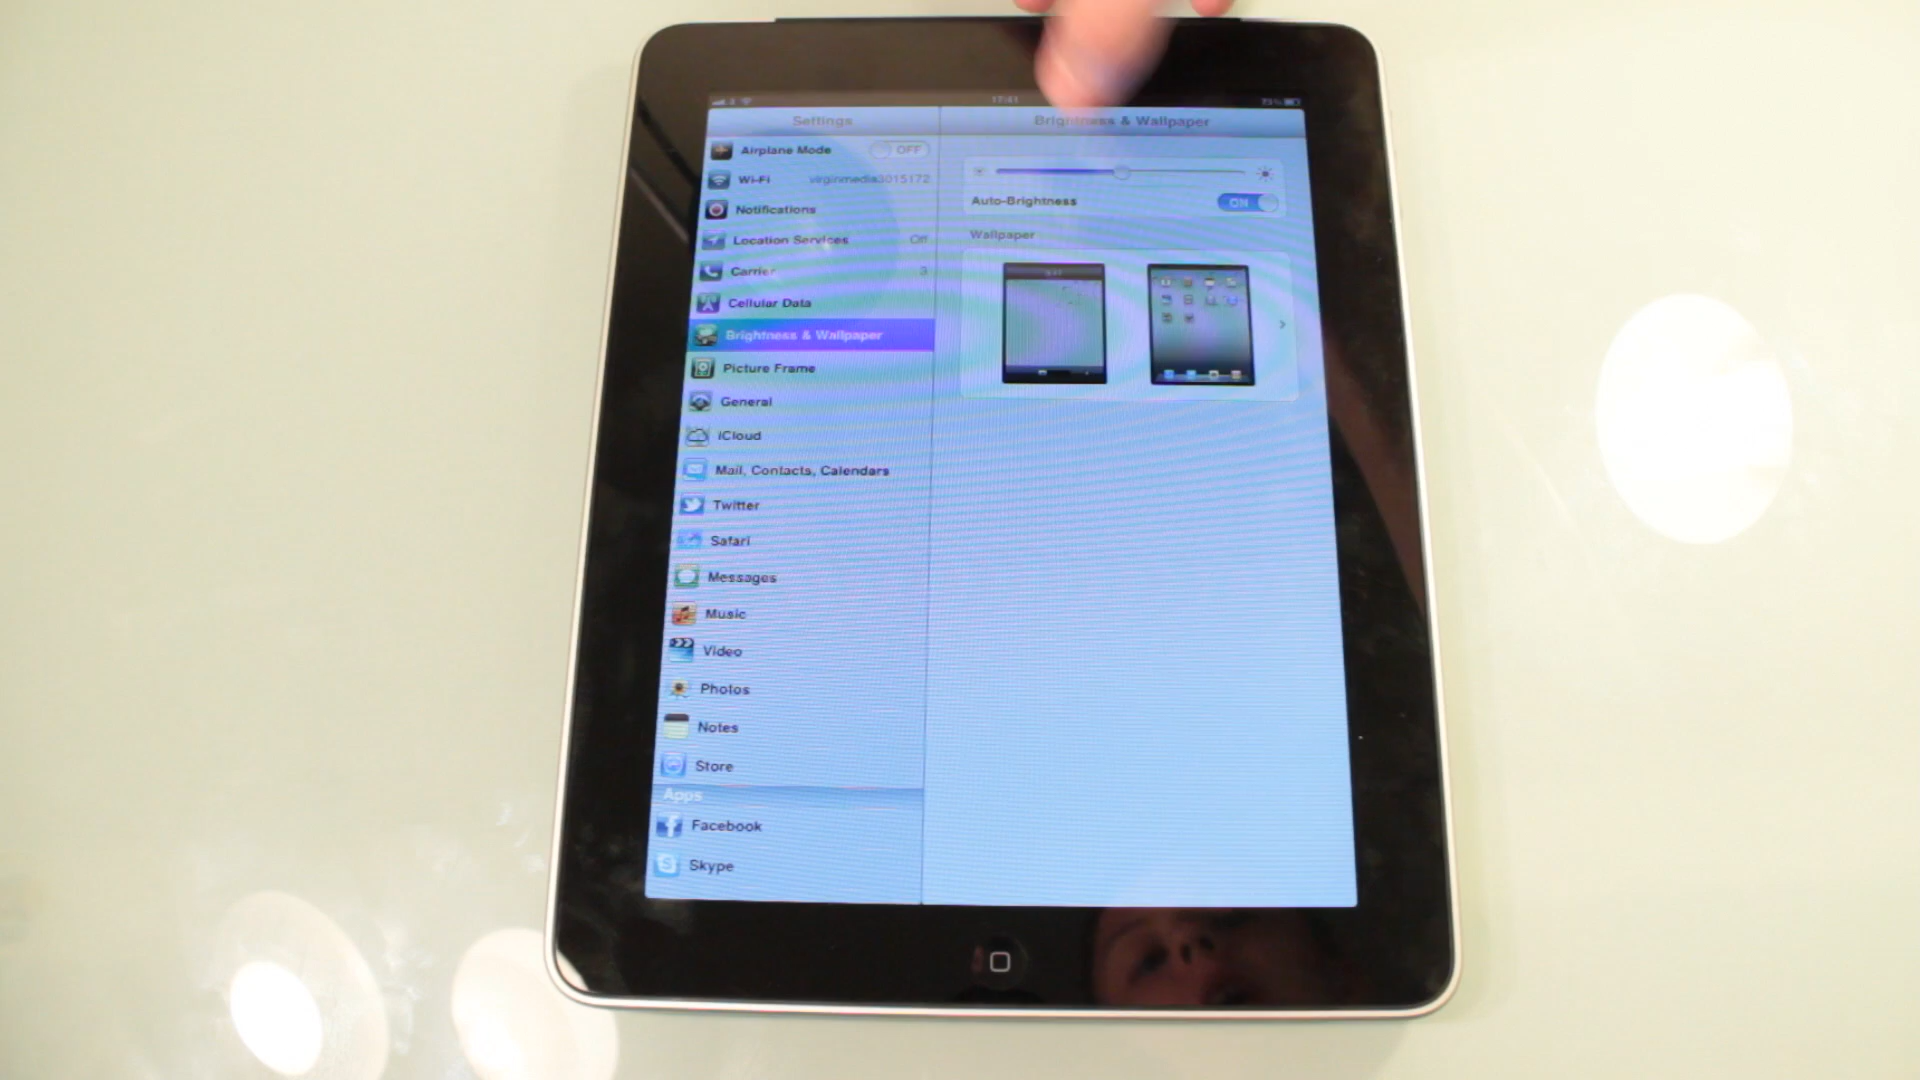 17:41
Settings
Brightness & Wallpaper
Airplane Mode OFF
Wi-Fi virginmedia3015172
Notifications
Location Services Off
Carrier 3
Cellular Data
Brightness & Wallpaper
Picture Frame
General
iCloud
Mail, Contacts, Calendars
Twitter
Safari
Messages
Music
Video
Photos
Notes
Store
Apps
Facebook
Skype
Auto-Brightness ON
Wallpaper